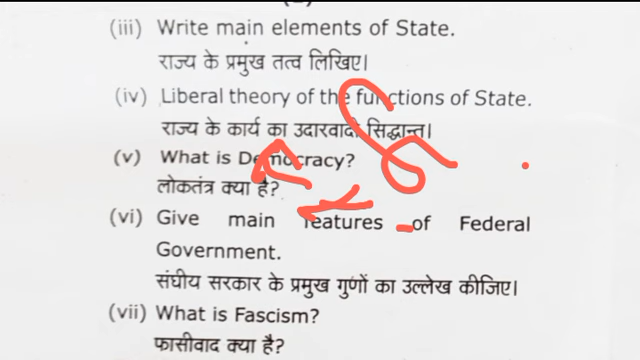 (iii) Write main elements of State.
राज्य के प्रमुख तत्व लिखिए।
(iv) Liberal theory of the functions of State.
राज्य के कार्य का उदारवादी सिद्धान्त।
(v) What is Democracy?
लोकतंत्र क्या है?
(vi) Give main features of Federal
Government.
संघीय सरकार के प्रमुख गुणों का उल्लेख कीजिए।
(vii) What is Fascism?
फासीवाद क्या है?